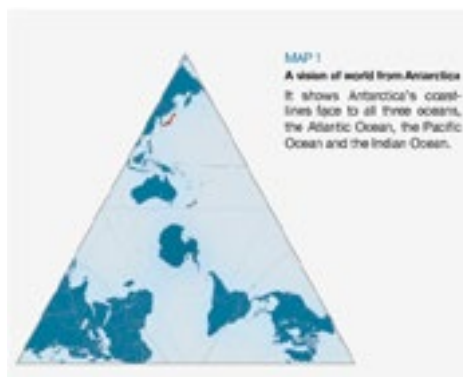 MAP 1
A vision of world from Antarctica
It shows Antarctica's coast-
lines face to all three oceans,
the Atlantic Ocean, the Pacific
Ocean and the Indian Ocean.